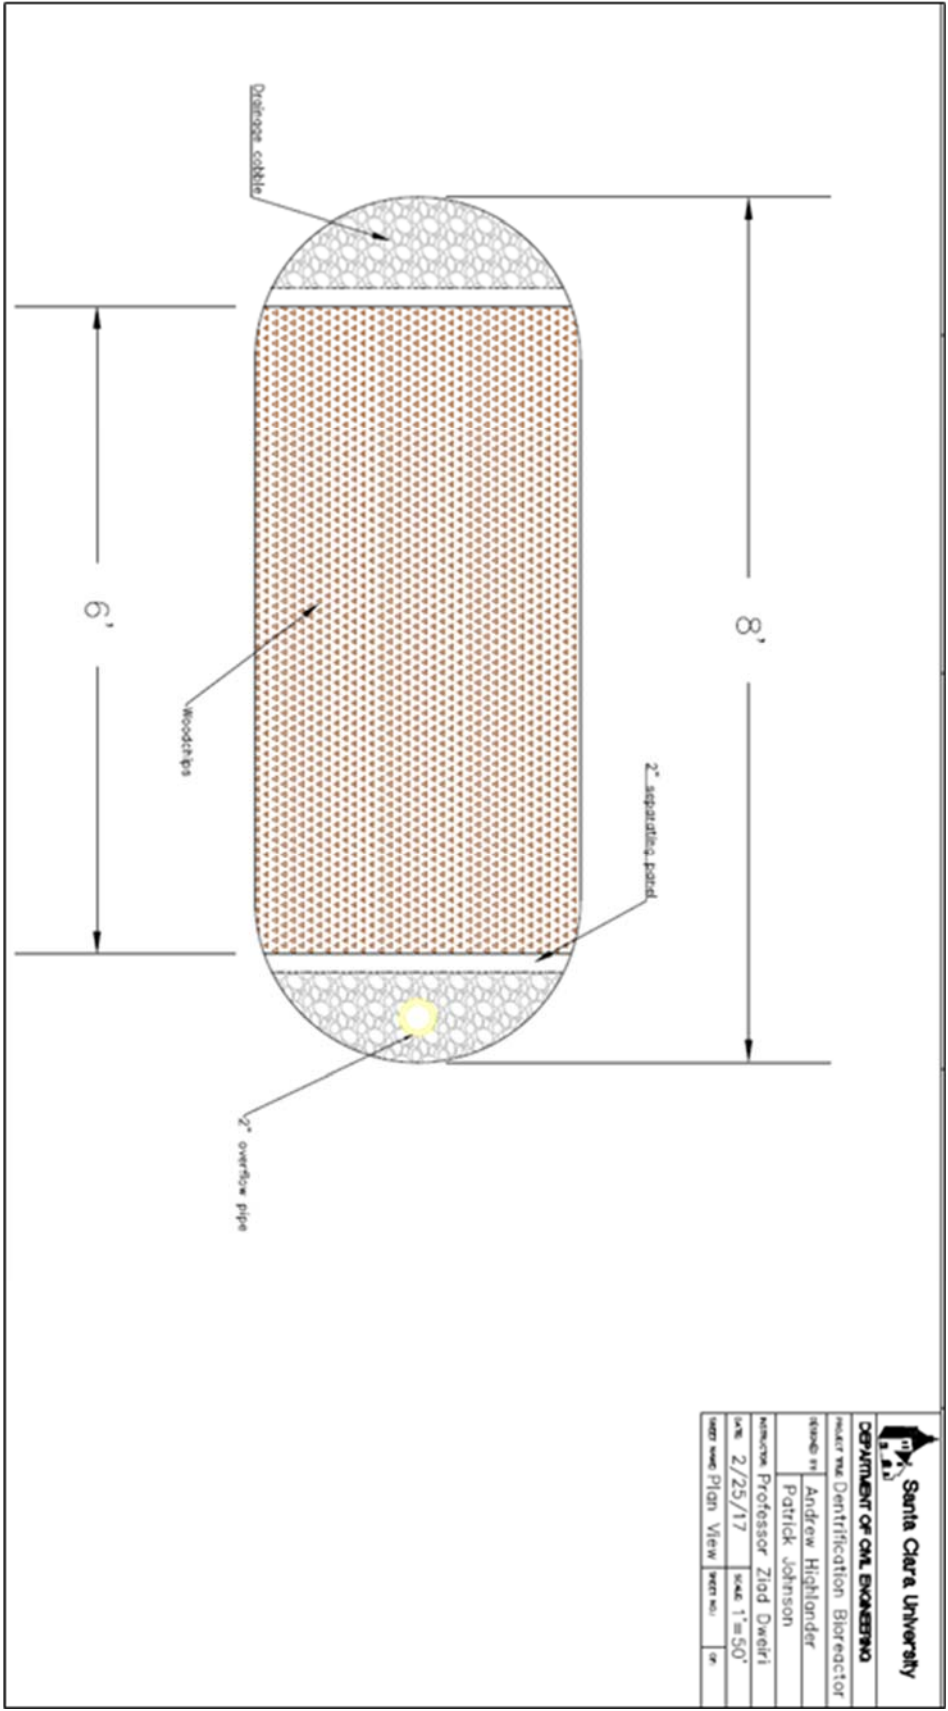 Drainage cobble
8'
6'
Woodchips
2" separating panel
2" overflow pipe
Santa Clara University
DEPARTMENT OF CIVIL ENGINEERING
PROJECT TITLE: Dentrification Bioreactor
DESIGNED BY: Andrew Highlander
Patrick Johnson
INSTRUCTOR: Professor Ziad Dweiri
DATE: 2/25/17 SCALE: 1"=50'
SHEET NAME: Plan View SHEET NO.: OF: